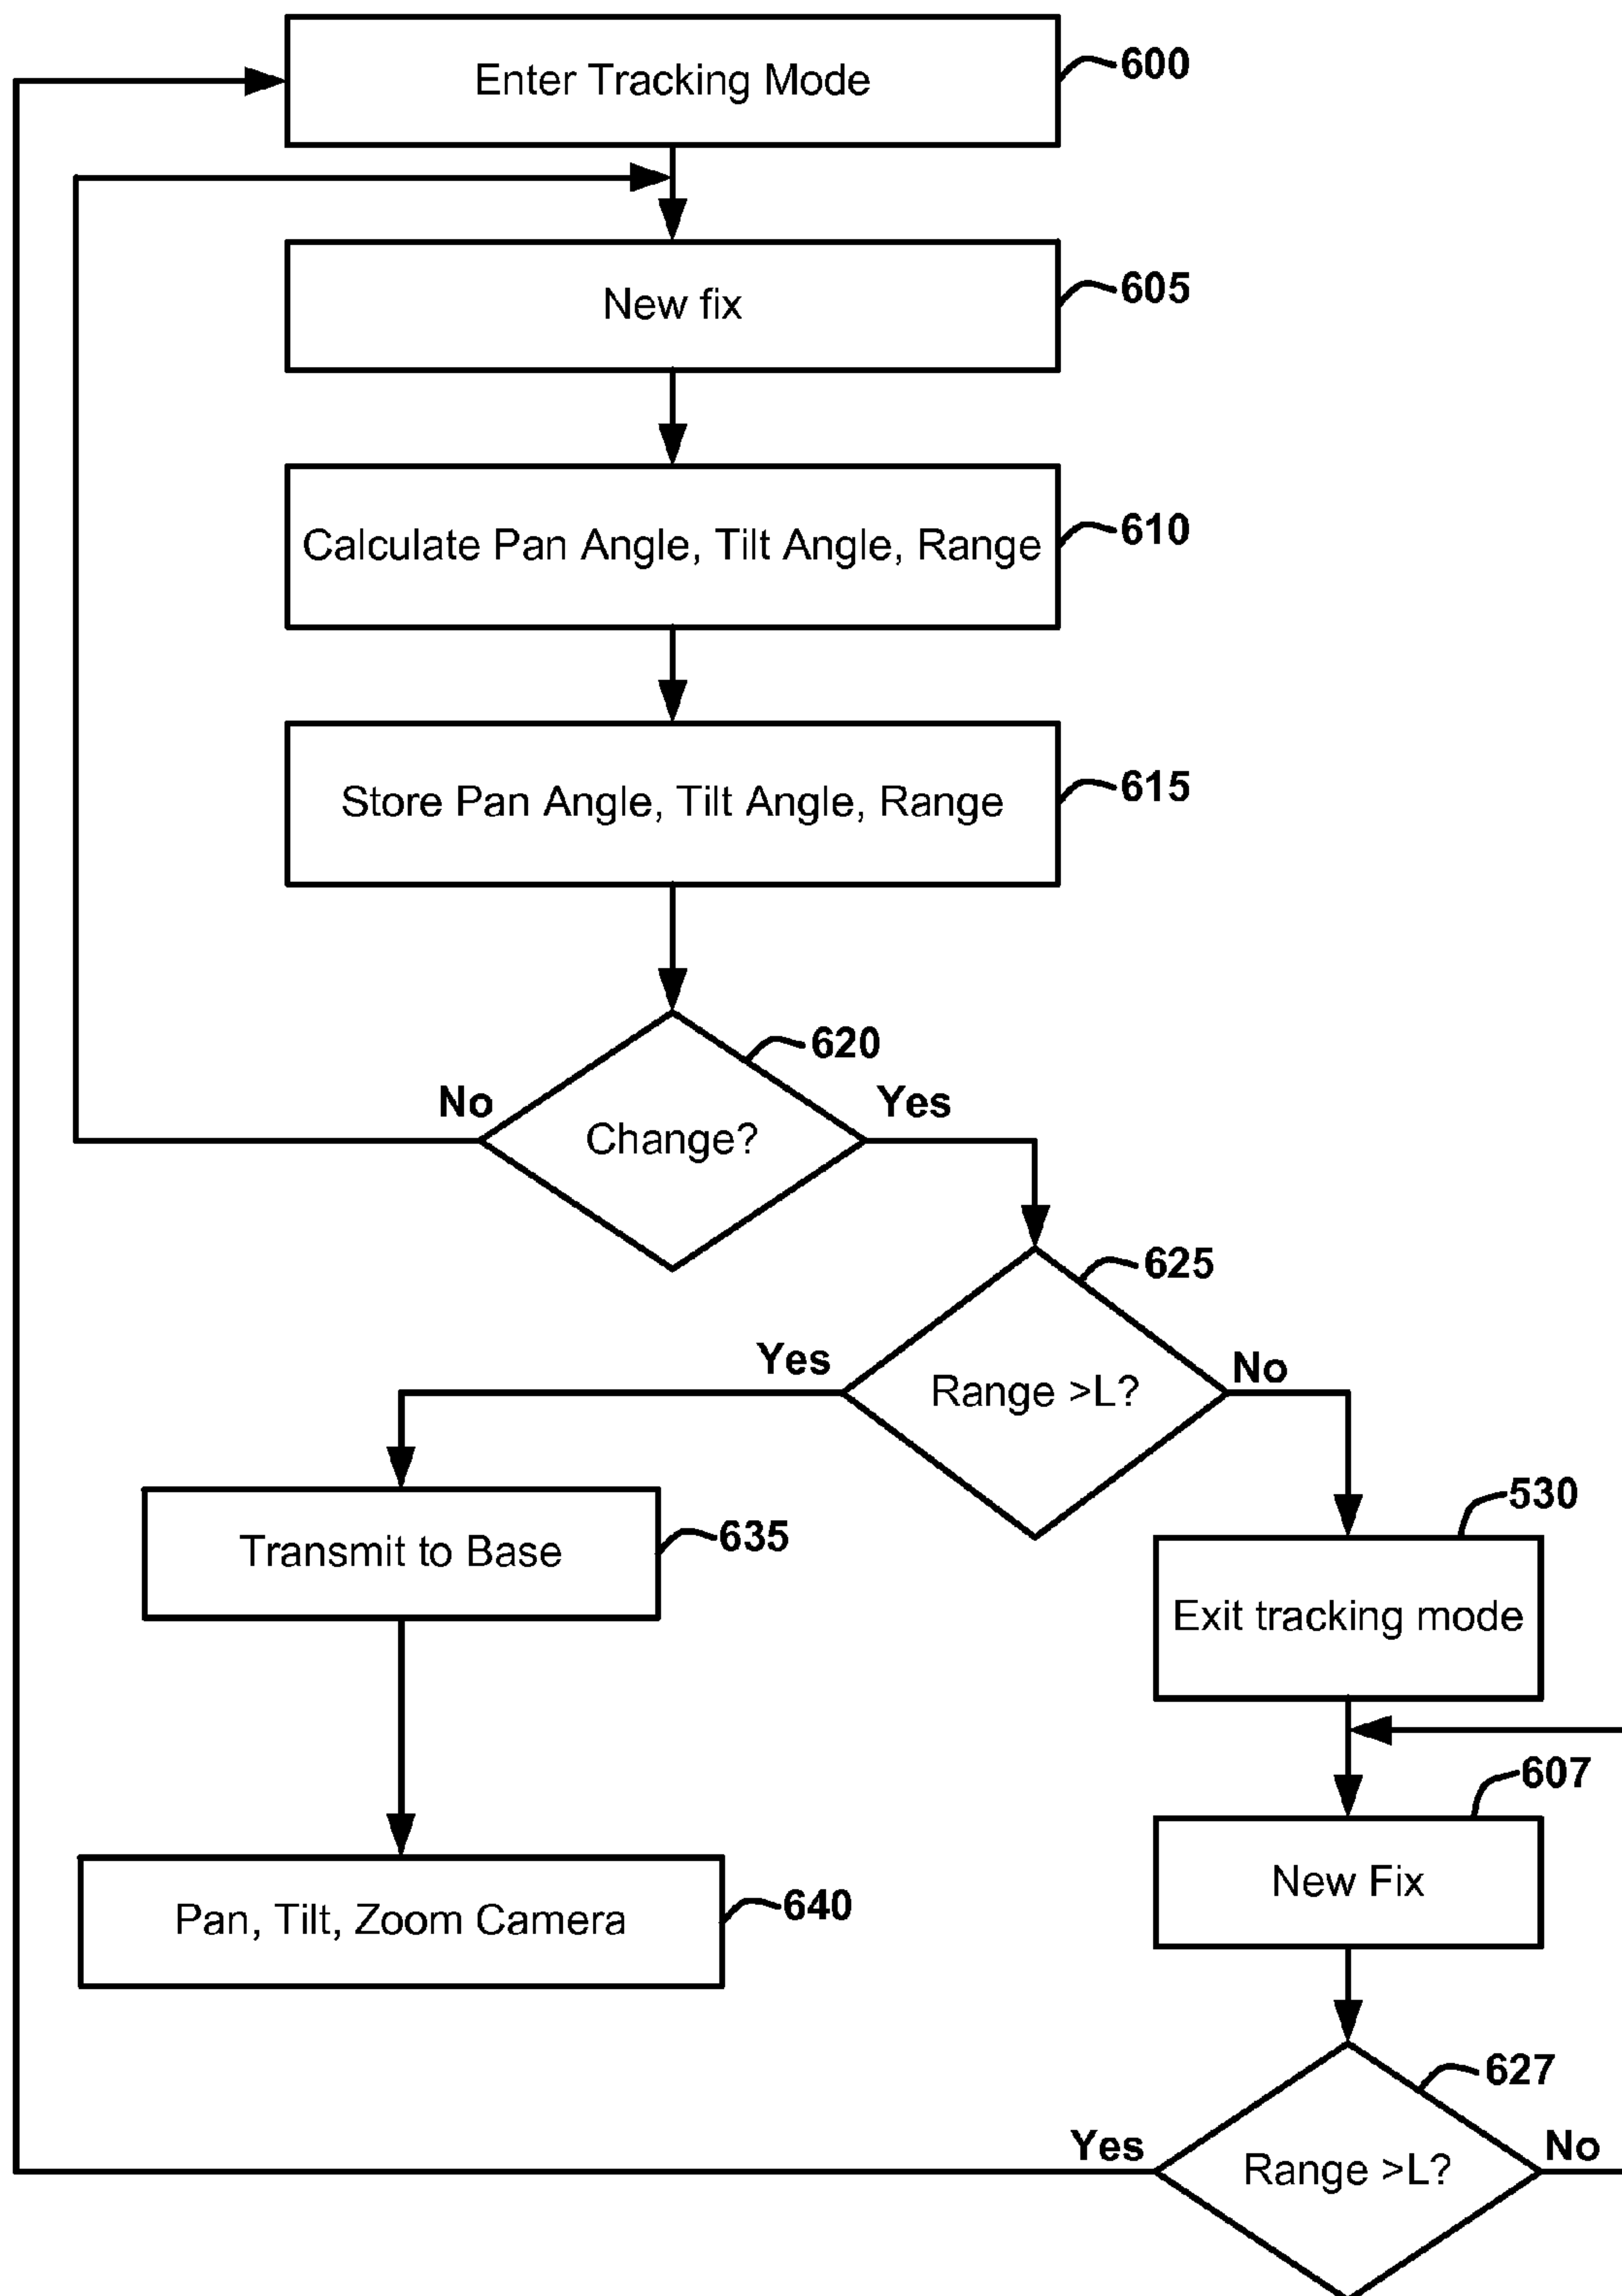 Enter Tracking Mode
600
New fix
605
Calculate Pan Angle, Tilt Angle, Range
610
Store Pan Angle, Tilt Angle, Range
615
620
No
Yes
Change?
625
Yes
No
Range >L?
530
Transmit to Base
635
Exit tracking mode
607
New Fix
Pan, Tilt, Zoom Camera
640
627
Yes
No
Range >L?